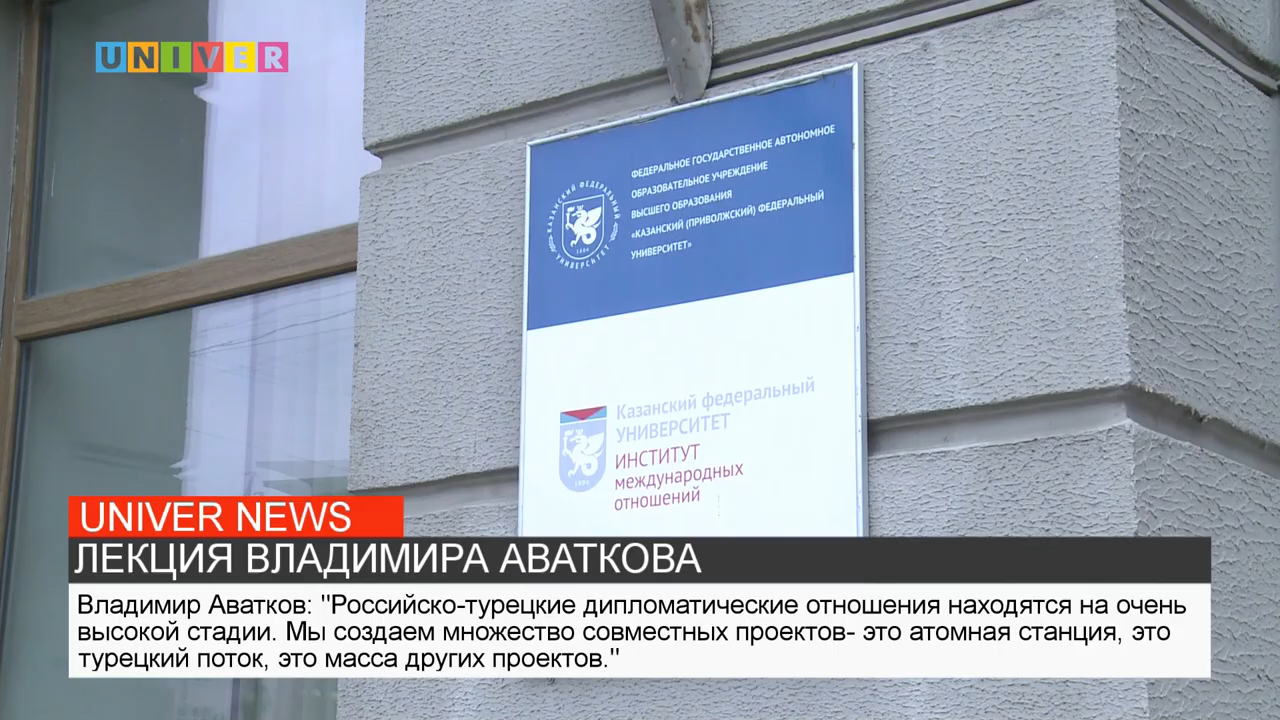 UNIVER
ФЕДЕРАЛЬНОЕ ГОСУДАРСТВЕННОЕ АВТОНОМНОЕ
ОБРАЗОВАТЕЛЬНОЕ УЧРЕЖДЕНИЕ
ВЫСШЕГО ОБРАЗОВАНИЯ
«КАЗАНСКИЙ (ПРИВОЛЖСКИЙ) ФЕДЕРАЛЬНЫЙ
УНИВЕРСИТЕТ»
КАЗАНСКИЙ ФЕДЕРАЛЬНЫЙ
УНИВЕРСИТЕТ
1804
Казанский федеральный
УНИВЕРСИТЕТ
ИНСТИТУТ
международных
отношений
1804
UNIVER NEWS
ЛЕКЦИЯ ВЛАДИМИРА АВАТКОВА
Владимир Аватков: "Российско-турецкие дипломатические отношения находятся на очень
высокой стадии. Мы создаем множество совместных проектов- это атомная станция, это
турецкий поток, это масса других проектов."